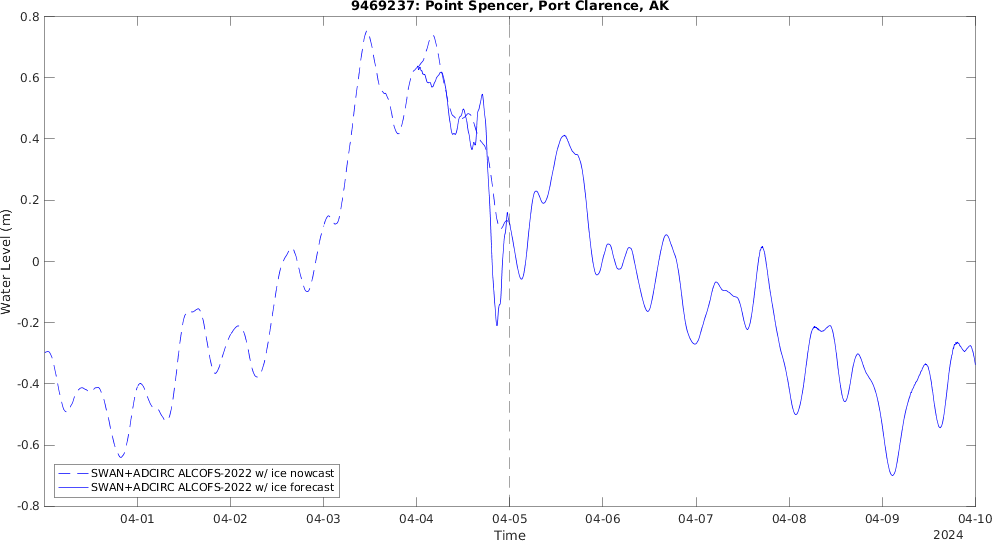 9469237: Point Spencer, Port Clarence, AK
0.8
0.6
0.4
0.2
0
-0.2
-0.4
-0.6
-0.8
Water Level (m)
SWAN+ADCIRC ALCOFS-2022 w/ ice nowcast
SWAN+ADCIRC ALCOFS-2022 w/ ice forecast
04-01 04-02 04-03 04-04 04-05 04-06 04-07 04-08 04-09 04-10
Time
2024